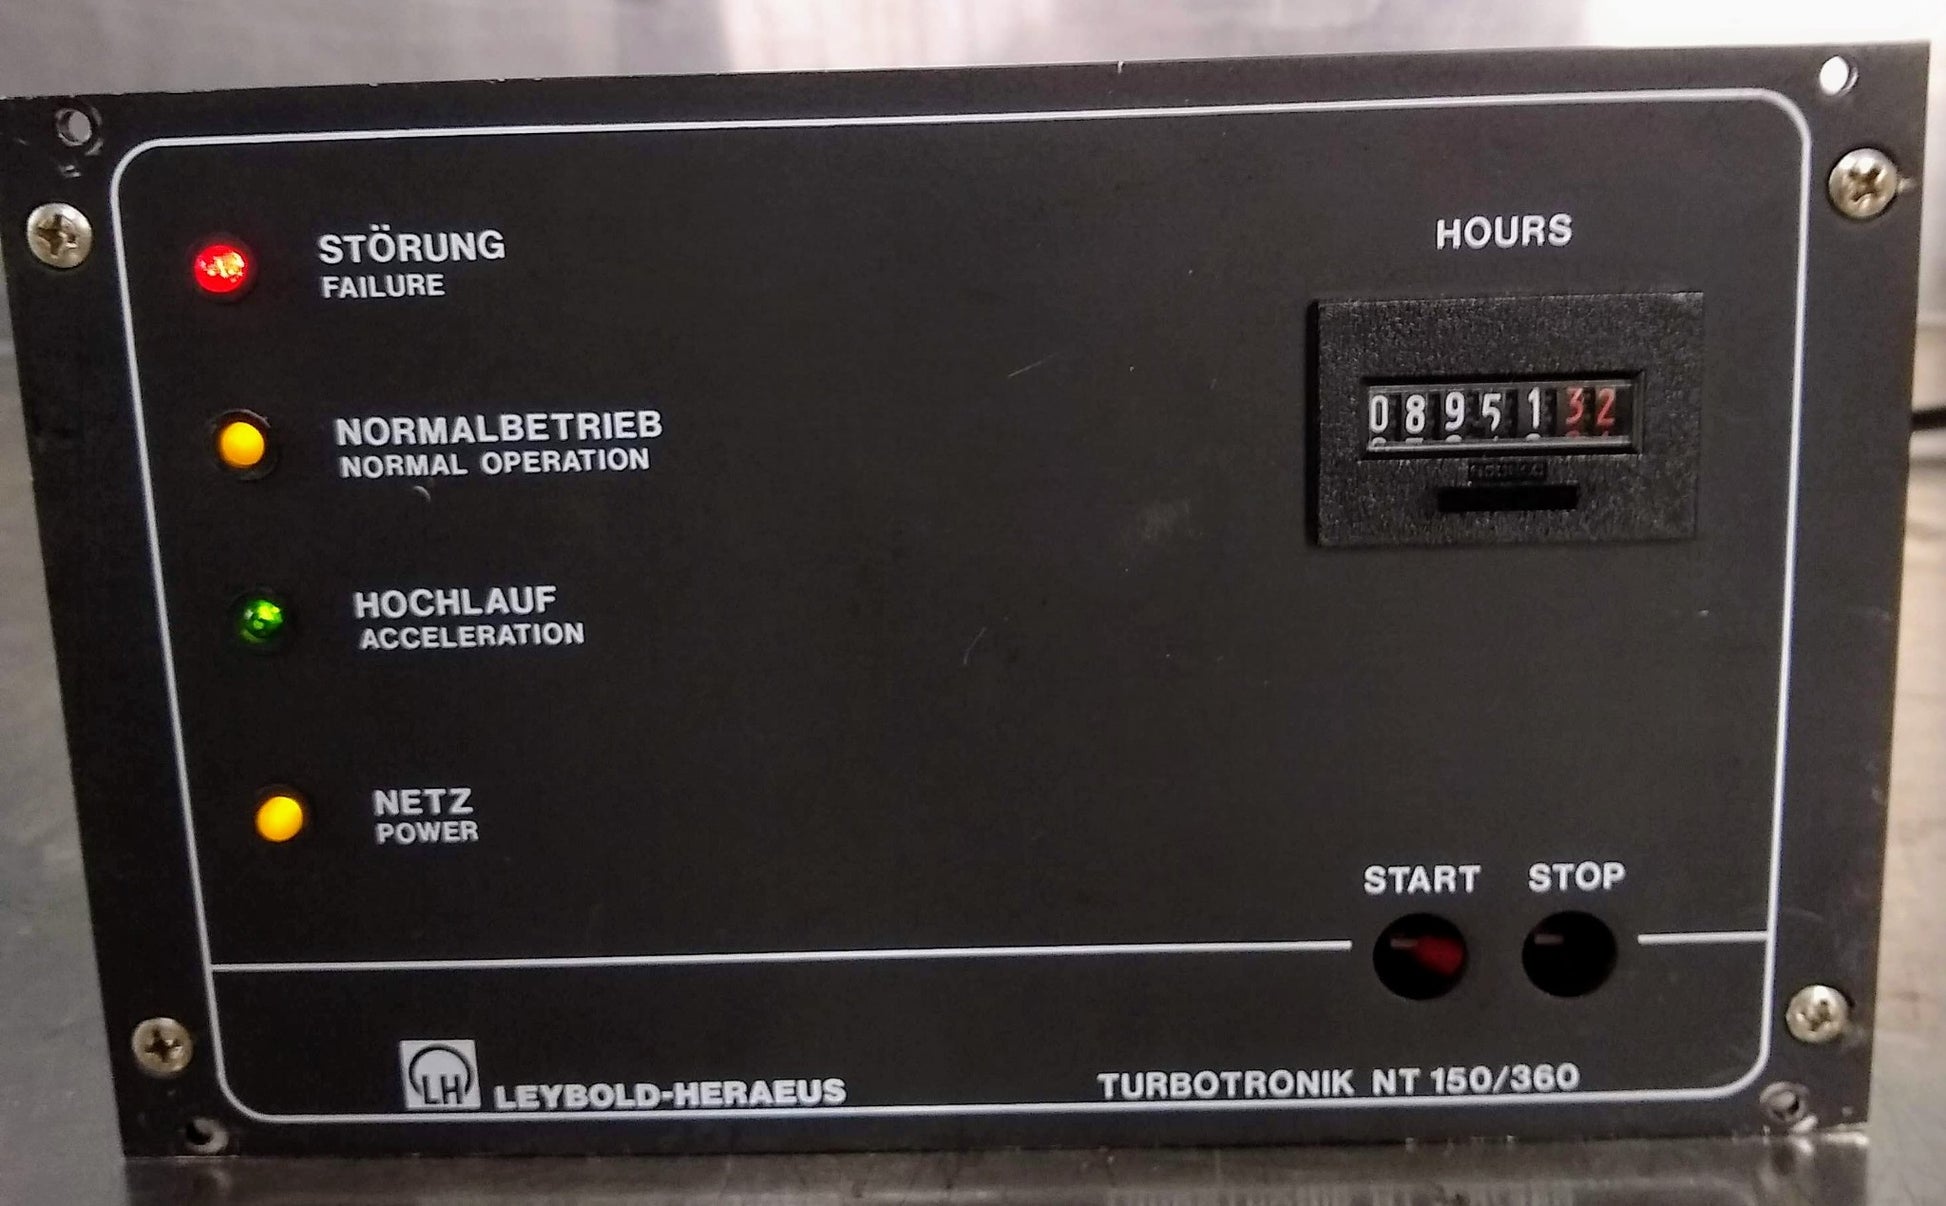 STÖRUNG
FAILURE
HOURS
0895132
NORMALBETRIEB
NORMAL OPERATION
HOCHLAUF
ACCELERATION
NETZ
POWER
START STOP
LH LEYBOLD-HERAEUS
TURBOTRONIK NT 150/360